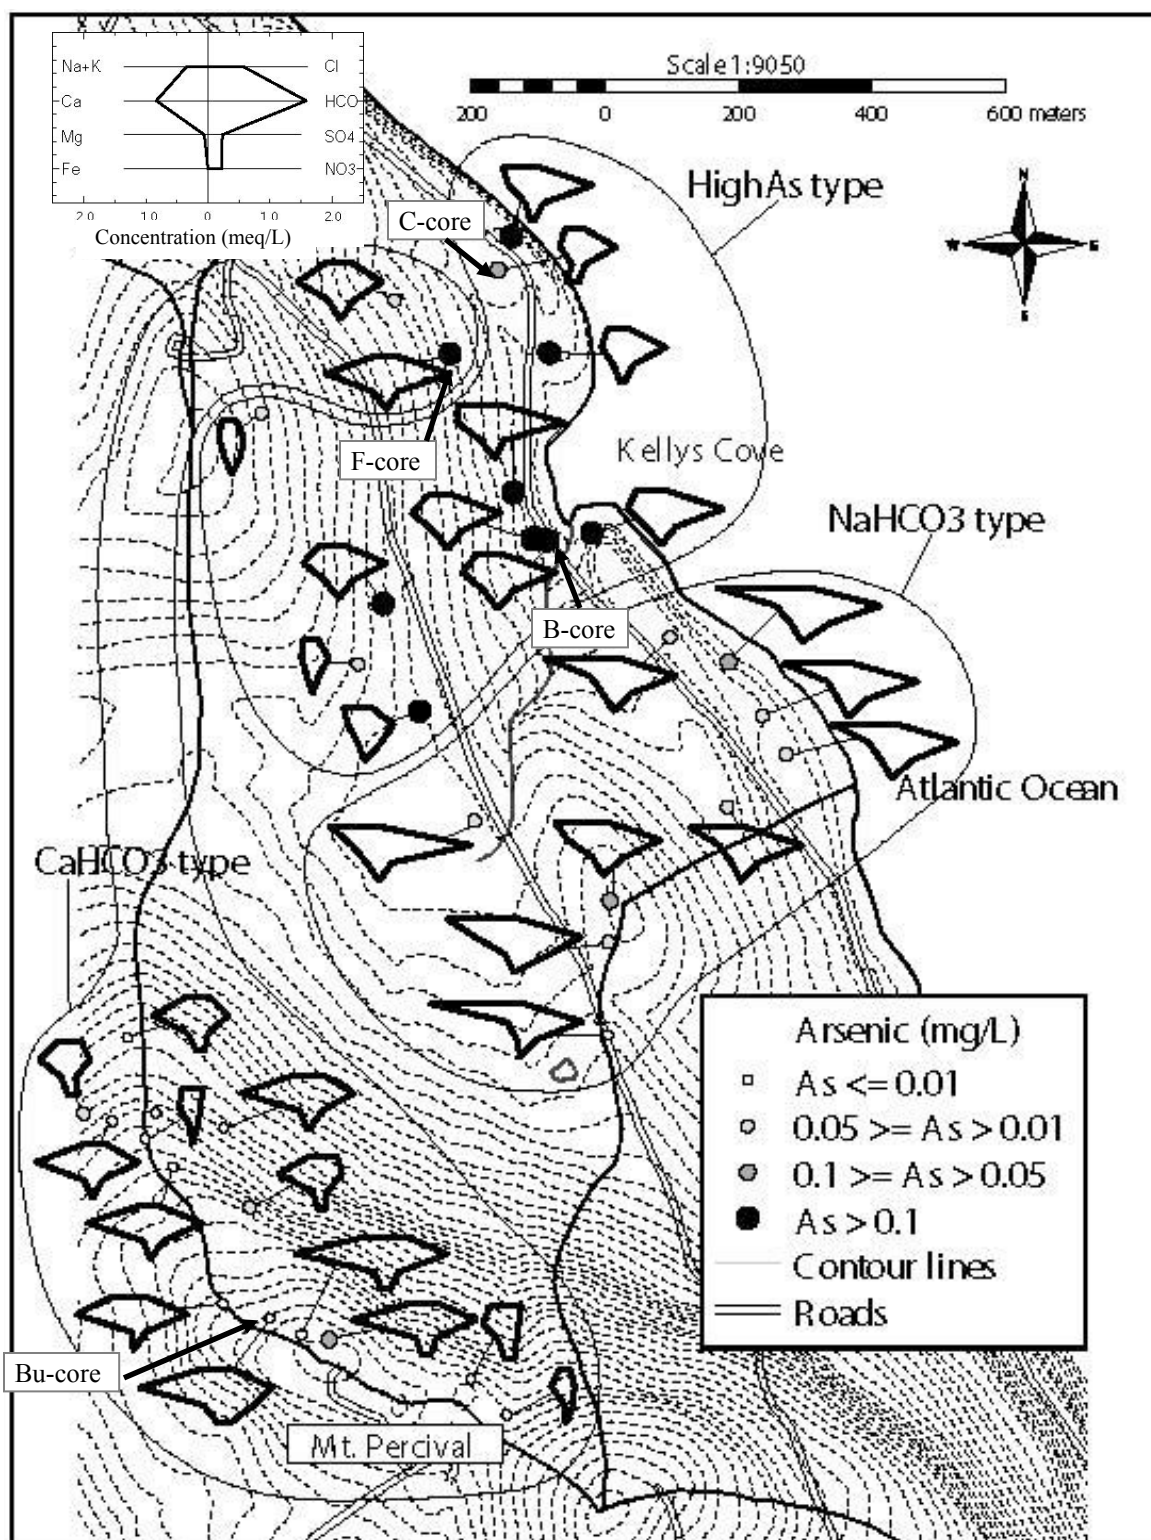 Scale 1:9050
200 0 200 400 600 meters
Na+K Cl
Ca HCO
Mg SO4
Fe NO3
2.0 1.0 0 1.0 2.0
Concentration (meq/L)
C-core
High As type
N
W E
F-core
Kellys Cove
NaHCO3 type
B-core
Atlantic Ocean
CaHCO3 type
Arsenic (mg/L)
As <= 0.01
0.05 >= As > 0.01
0.1 >= As > 0.05
As > 0.1
Contour lines
Roads
Bu-core
Mt. Percival